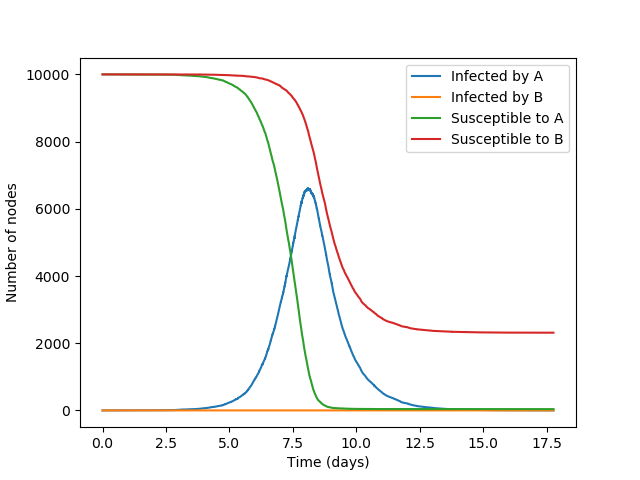 Infected by A
Infected by B
Susceptible to A
Susceptible to B
Number of nodes
10000
8000
6000
4000
2000
0
0.0 2.5 5.0 7.5 10.0 12.5 15.0 17.5
Time (days)